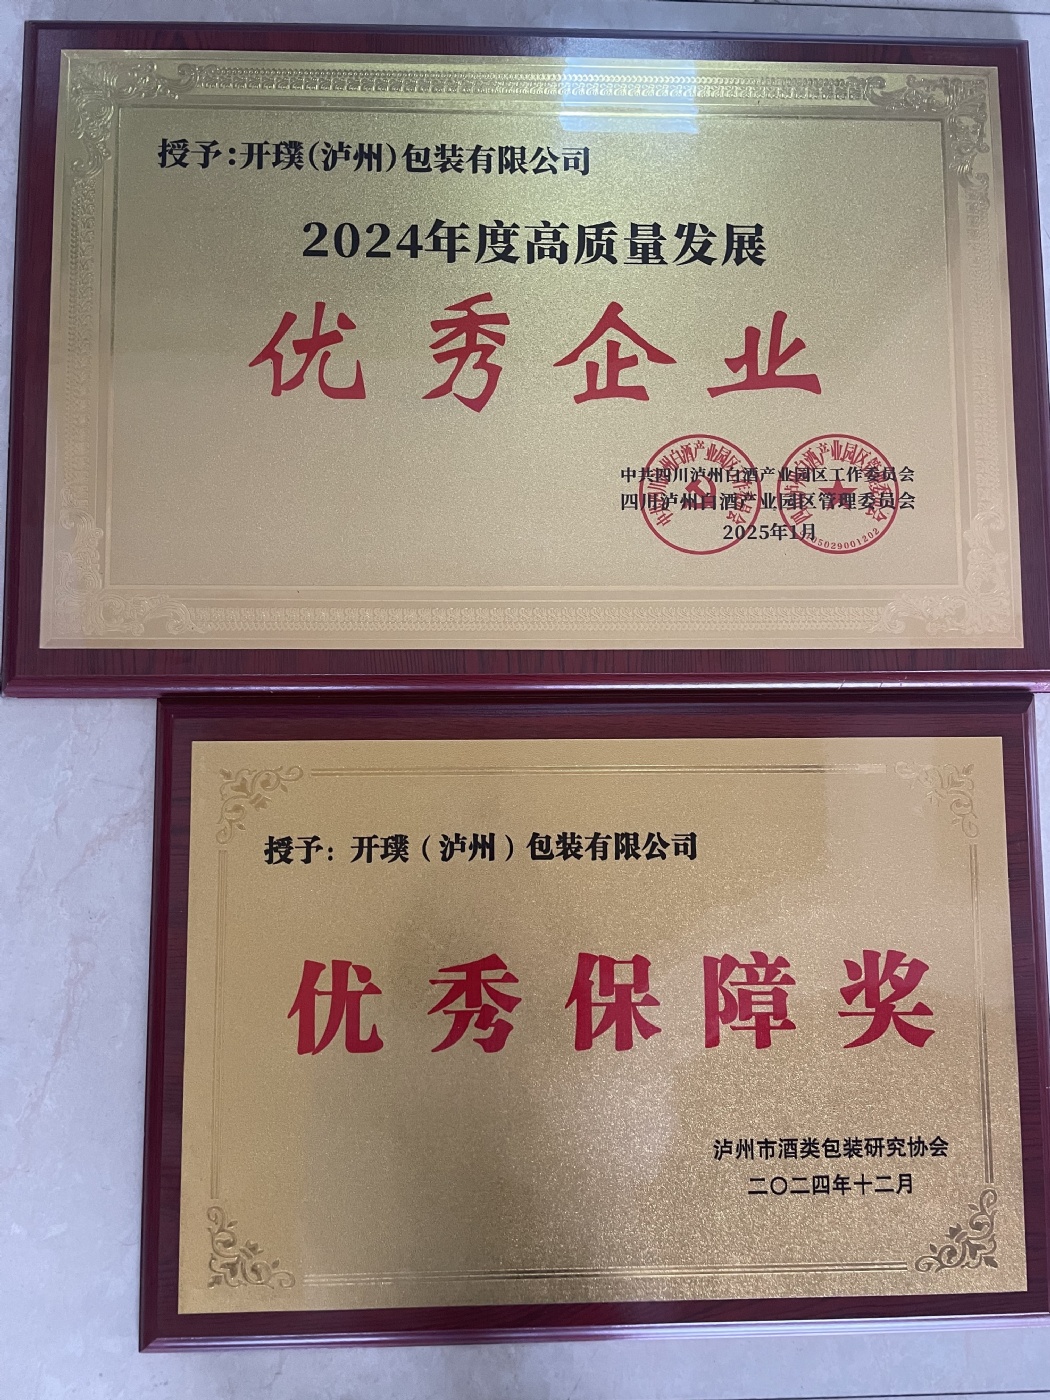 授予:开璞(泸州)包装有限公司
2024年度高质量发展
优秀企业
中共四川泸州白酒产业园区工作委员会
四川泸州白酒产业园区管理委员会
2025年1月
授予：开璞（泸州）包装有限公司
优秀保障奖
泸州市酒类包装研究协会
二〇二四年十二月